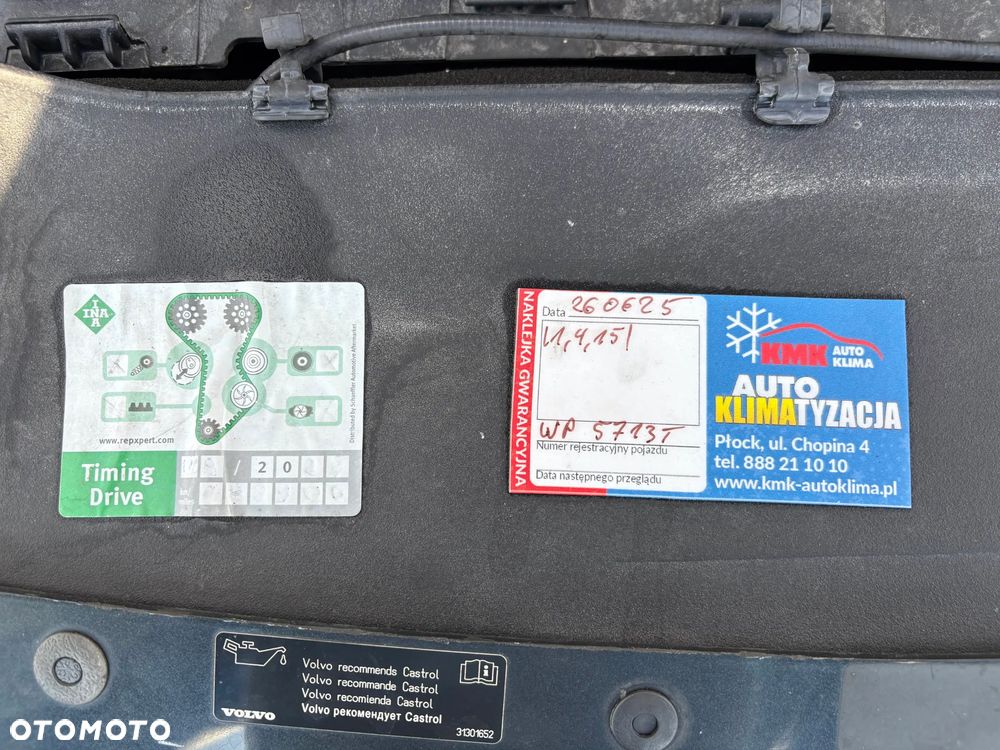 INA
www.repxpert.com
Distributed by Schaeffler Automotive Aftermarket
Timing
Drive
/20
NAKLEJKA GWARANCYJNA
Data 260625
WP 5713T
Numer rejestracyjny pojazdu
Data następnego przeglądu
KMK AUTO
KLIMA
AUTO
KLIMATYZACJA
Płock, ul. Chopina 4
tel. 888 21 10 10
www.kmk-autoklima.pl
Volvo recommends Castrol
Volvo recommande Castrol
Volvo recomienda Castrol
Volvo рекомендует Castrol
VOLVO
31301652
OTOMOTO